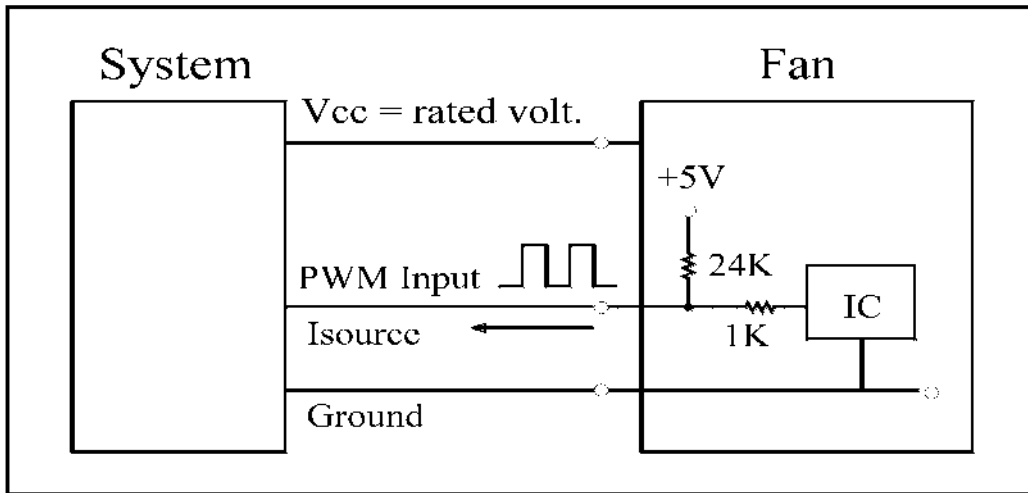 System
Fan
Vcc = rated volt.
+5V
24K
PWM Input
1K
IC
Isource
Ground